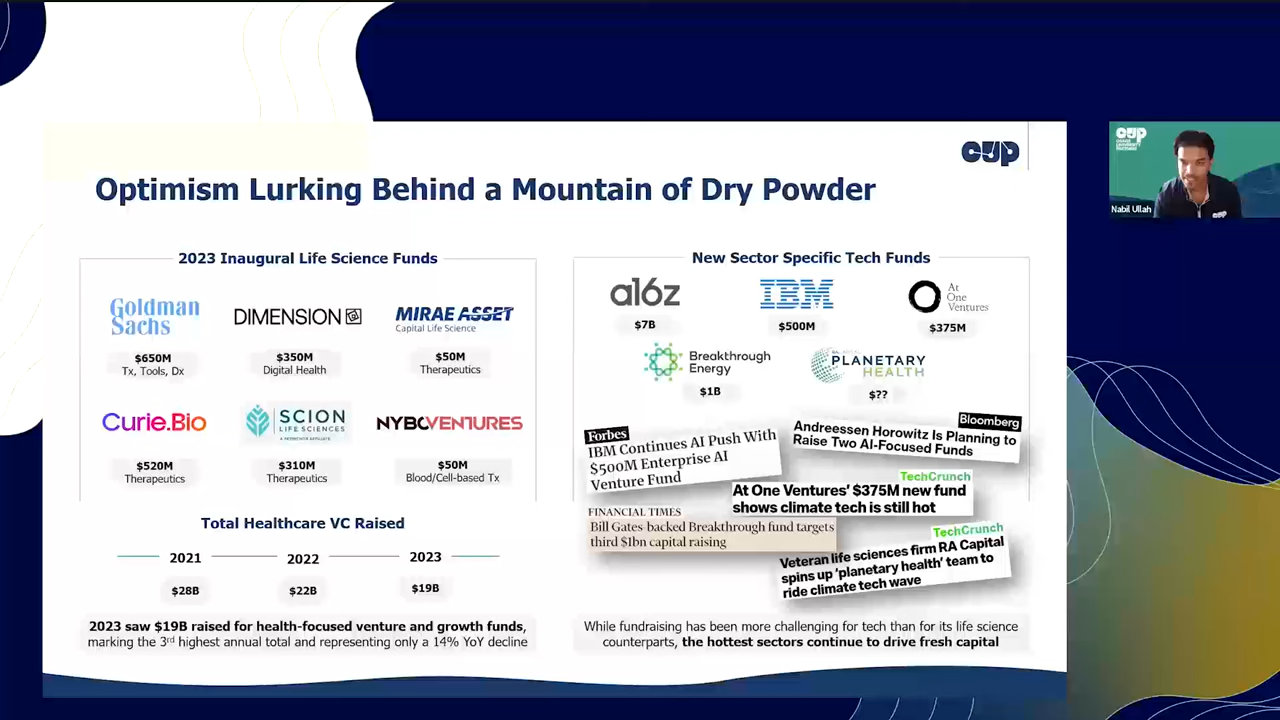 OUP
Optimism Lurking Behind a Mountain of Dry Powder
2023 Inaugural Life Science Funds
Goldman
Sachs
$650M
Tx, Tools, Dx
DIMENSION
$350M
Digital Health
MIRAE ASSET
Capital Life Science
$50M
Therapeutics
Curie.Bio
$520M
Therapeutics
SCION
LIFE SCIENCES
$310M
Therapeutics
NYBCVENTURES
$50M
Blood/Cell-based Tx
Total Healthcare VC Raised
2021
2022
2023
$28B
$22B
$19B
2023 saw $19B raised for health-focused venture and growth funds,
marking the 3rd highest annual total and representing only a 14% YoY decline
New Sector Specific Tech Funds
a16z
$7B
IBM
$500M
At
One
Ventures
$375M
Breakthrough
Energy
$1B
PLANETARY
HEALTH
$??
Forbes
IBM Continues AI Push With
$500M Enterprise AI
Venture Fund
Bloomberg
Andreessen Horowitz Is Planning to
Raise Two AI-Focused Funds
TechCrunch
At One Ventures' $375M new fund
shows climate tech is still hot
FINANCIAL TIMES
Bill Gates-backed Breakthrough fund targets
third $1bn capital raising
TechCrunch
Veteran life sciences firm RA Capital
spins up 'planetary health' team to
ride climate tech wave
While fundraising has been more challenging for tech than for its life science
counterparts, the hottest sectors continue to drive fresh capital
OUP
Nabil Ullah